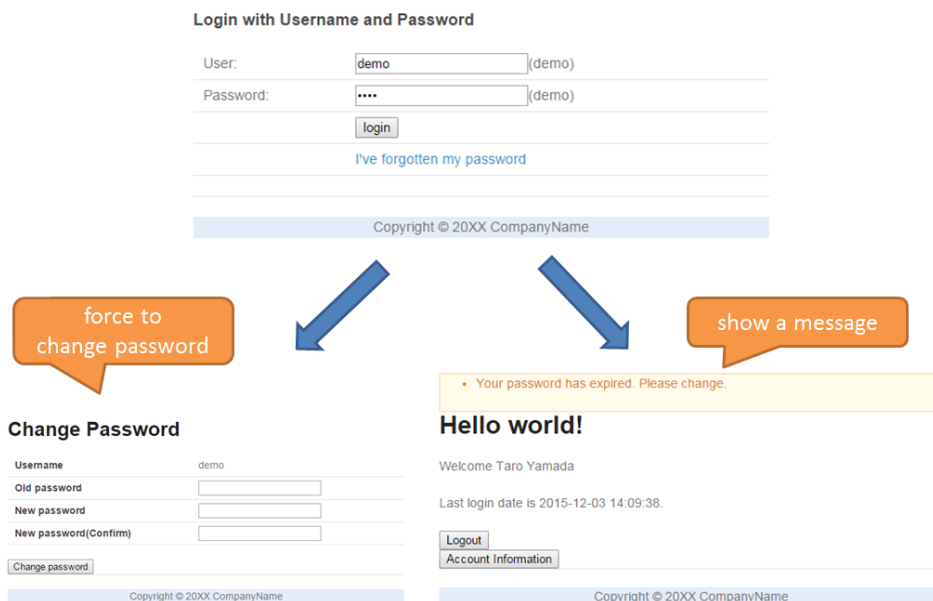 Login with Username and Password
User: demo (demo)
Password: •••• (demo)
login
I've forgotten my password
Copyright © 20XX CompanyName
force to
change password
show a message
Change Password
Username demo
Old password
New password
New password(Confirm)
Change password
Copyright © 20XX CompanyName
• Your password has expired. Please change.
Hello world!
Welcome Taro Yamada
Last login date is 2015-12-03 14:09:38.
Logout
Account Information
Copyright © 20XX CompanyName